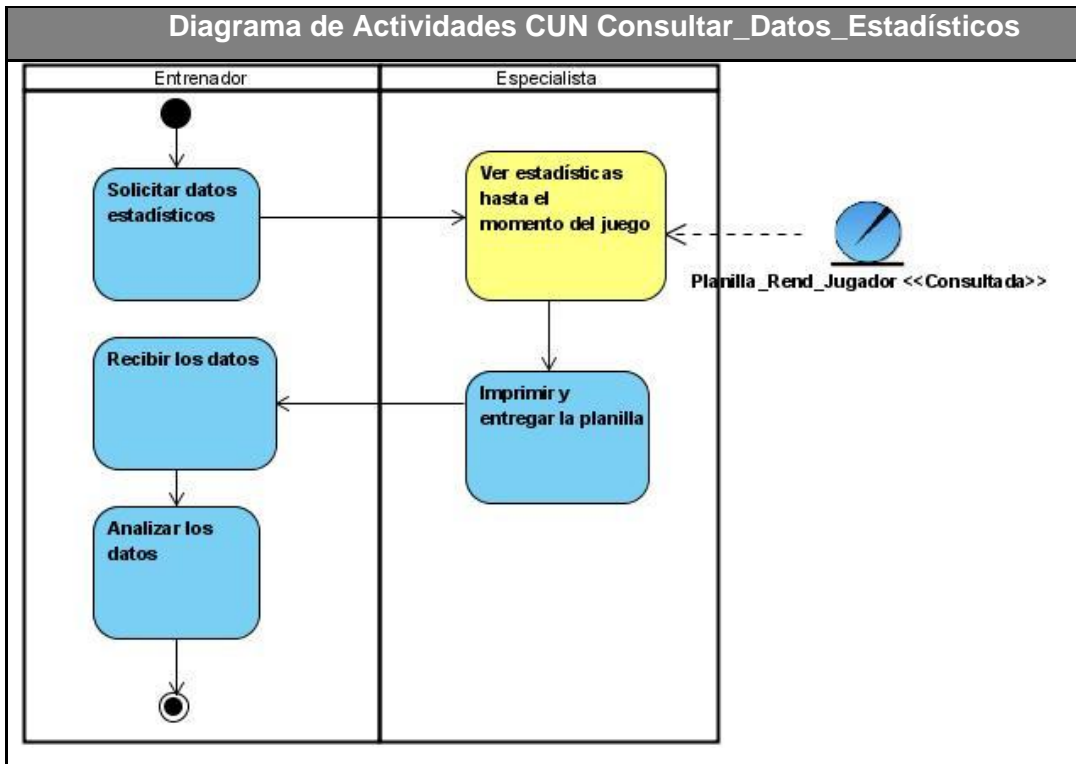 Diagrama de Actividades CUN Consultar_Datos_Estadísticos
Entrenador
Especialista
Solicitar datos
estadísticos
Ver estadísticas
hasta el
momento del juego
Planilla_Rend_Jugador <<Consultada>>
Recibir los datos
Imprimir y
entregar la planilla
Analizar los
datos